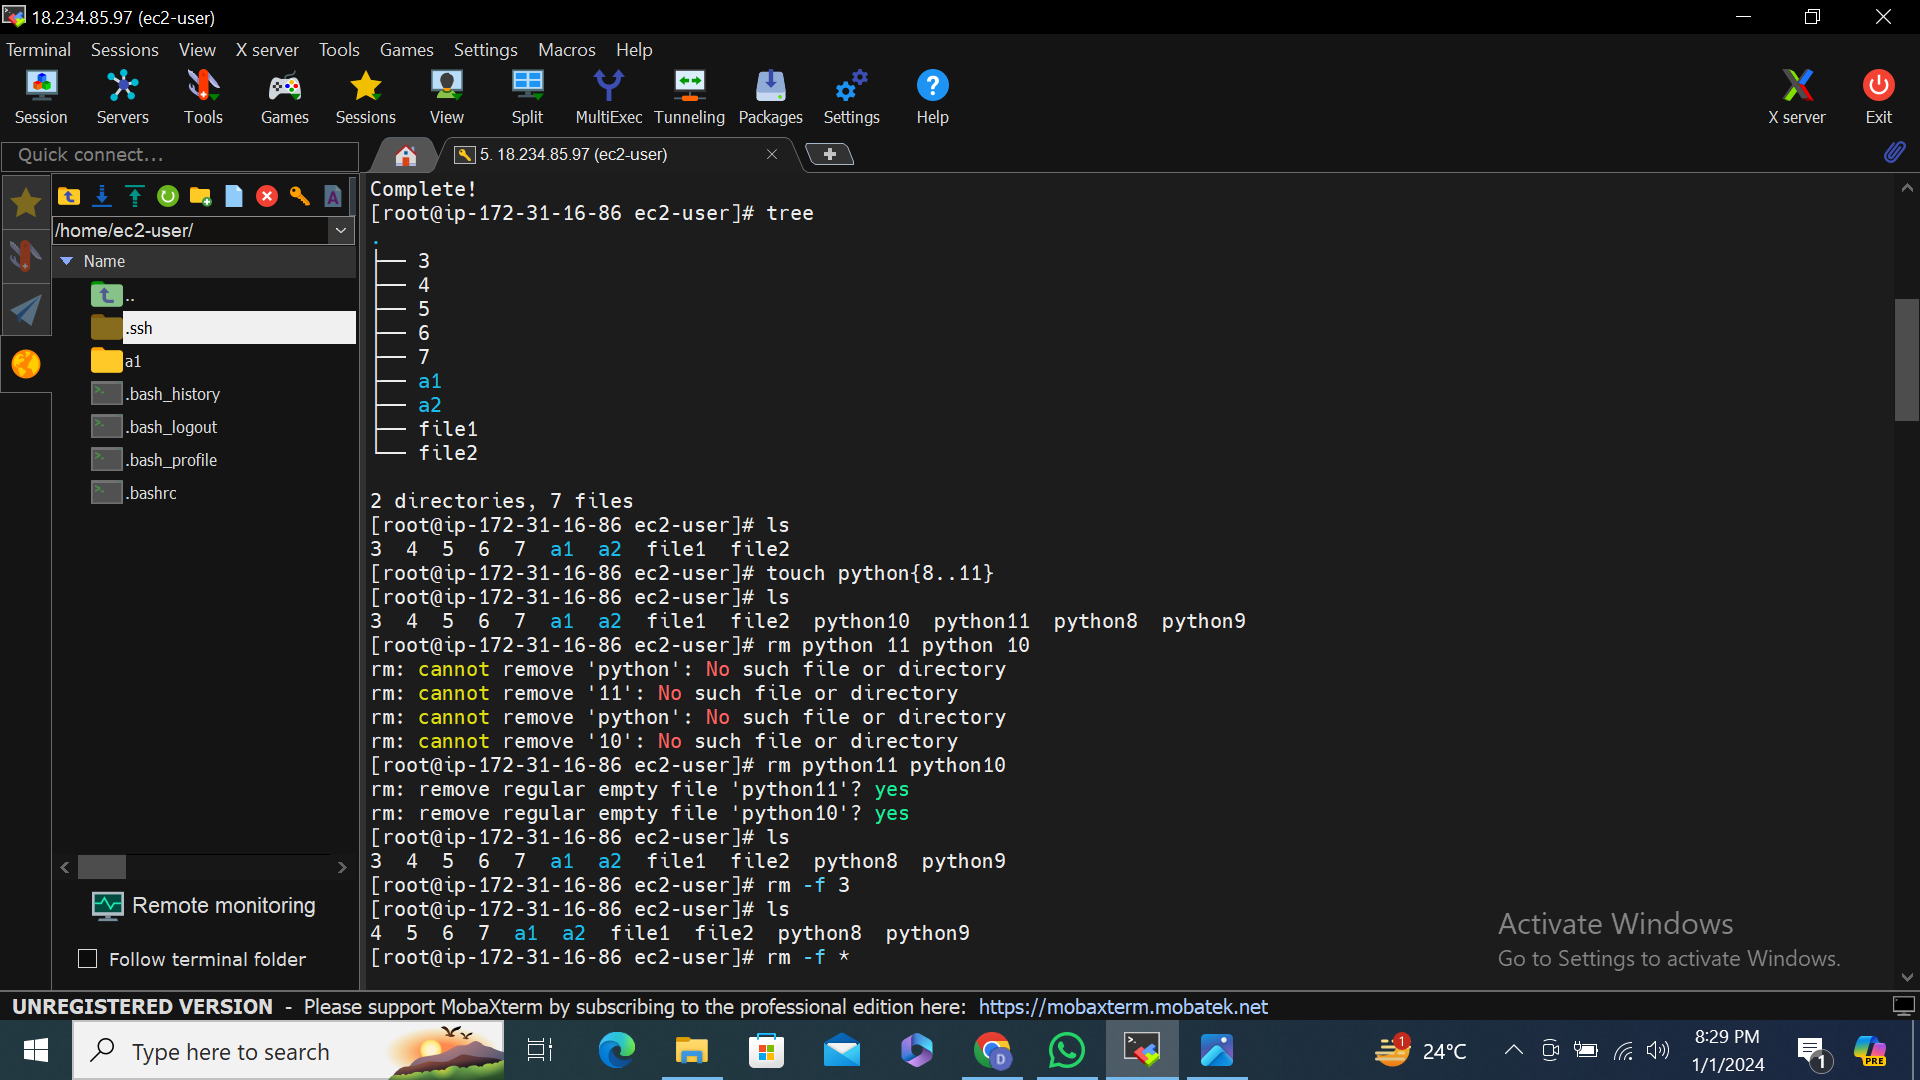 18.234.85.97 (ec2-user)
Terminal Sessions View X server Tools Games Settings Macros Help
Session Servers Tools Games Sessions View Split MultiExec Tunneling Packages Settings Help X server Exit
Quick connect...
5. 18.234.85.97 (ec2-user)
/home/ec2-user/
Name
..
.ssh
a1
.bash_history
.bash_logout
.bash_profile
.bashrc
Remote monitoring
Follow terminal folder
Complete!
[root@ip-172-31-16-86 ec2-user]# tree
.
├── 3
├── 4
├── 5
├── 6
├── 7
├── a1
├── a2
├── file1
└── file2
2 directories, 7 files
[root@ip-172-31-16-86 ec2-user]# ls
3 4 5 6 7 a1 a2 file1 file2
[root@ip-172-31-16-86 ec2-user]# touch python{8..11}
[root@ip-172-31-16-86 ec2-user]# ls
3 4 5 6 7 a1 a2 file1 file2 python10 python11 python8 python9
[root@ip-172-31-16-86 ec2-user]# rm python 11 python 10
rm: cannot remove 'python': No such file or directory
rm: cannot remove '11': No such file or directory
rm: cannot remove 'python': No such file or directory
rm: cannot remove '10': No such file or directory
[root@ip-172-31-16-86 ec2-user]# rm python11 python10
rm: remove regular empty file 'python11'? yes
rm: remove regular empty file 'python10'? yes
[root@ip-172-31-16-86 ec2-user]# ls
3 4 5 6 7 a1 a2 file1 file2 python8 python9
[root@ip-172-31-16-86 ec2-user]# rm -f 3
[root@ip-172-31-16-86 ec2-user]# ls
4 5 6 7 a1 a2 file1 file2 python8 python9
[root@ip-172-31-16-86 ec2-user]# rm -f *
Activate Windows
Go to Settings to activate Windows.
UNREGISTERED VERSION - Please support MobaXterm by subscribing to the professional edition here: https://mobaxterm.mobatek.net
Type here to search
D
1
24°C
8:29 PM
1/1/2024
1
PRE